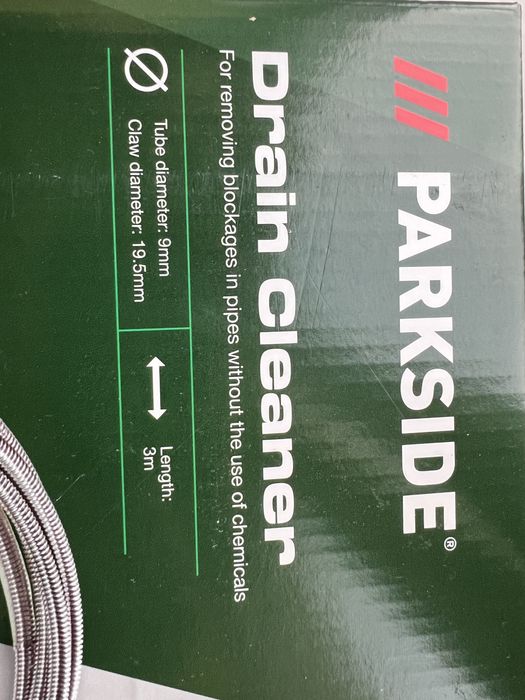 PARKSIDE®
Drain Cleaner
For removing blockages in pipes without the use of chemicals
Tube diameter: 9mm
Claw diameter: 19.5mm
Length:
3m